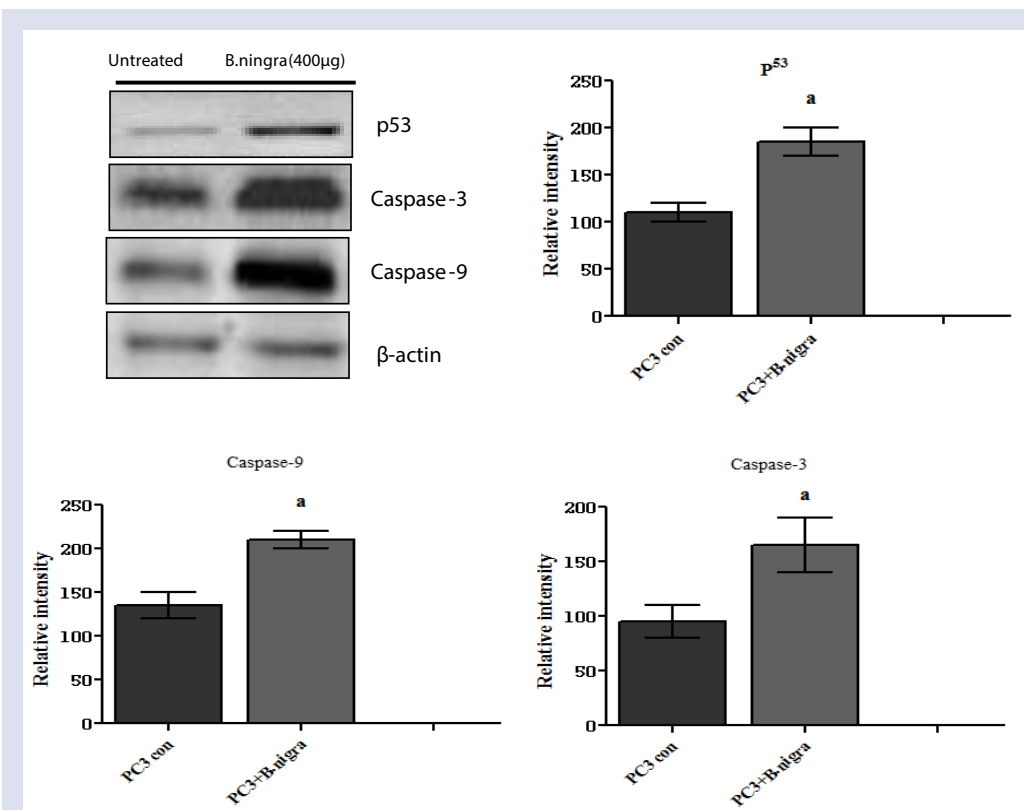 Untreated B.ningra(400µg)
p53
Caspase-3
Caspase-9
β-actin
P53
a
250
200
150
100
50
0
Relative intensity
PC3 con
PC3+B-nigra
Caspase-9
a
250
200
150
100
50
0
Relative intensity
PC3 con
PC3+B-nigra
Caspase-3
a
200
150
100
50
0
Relative intensity
PC3 con
PC3+B-nigra